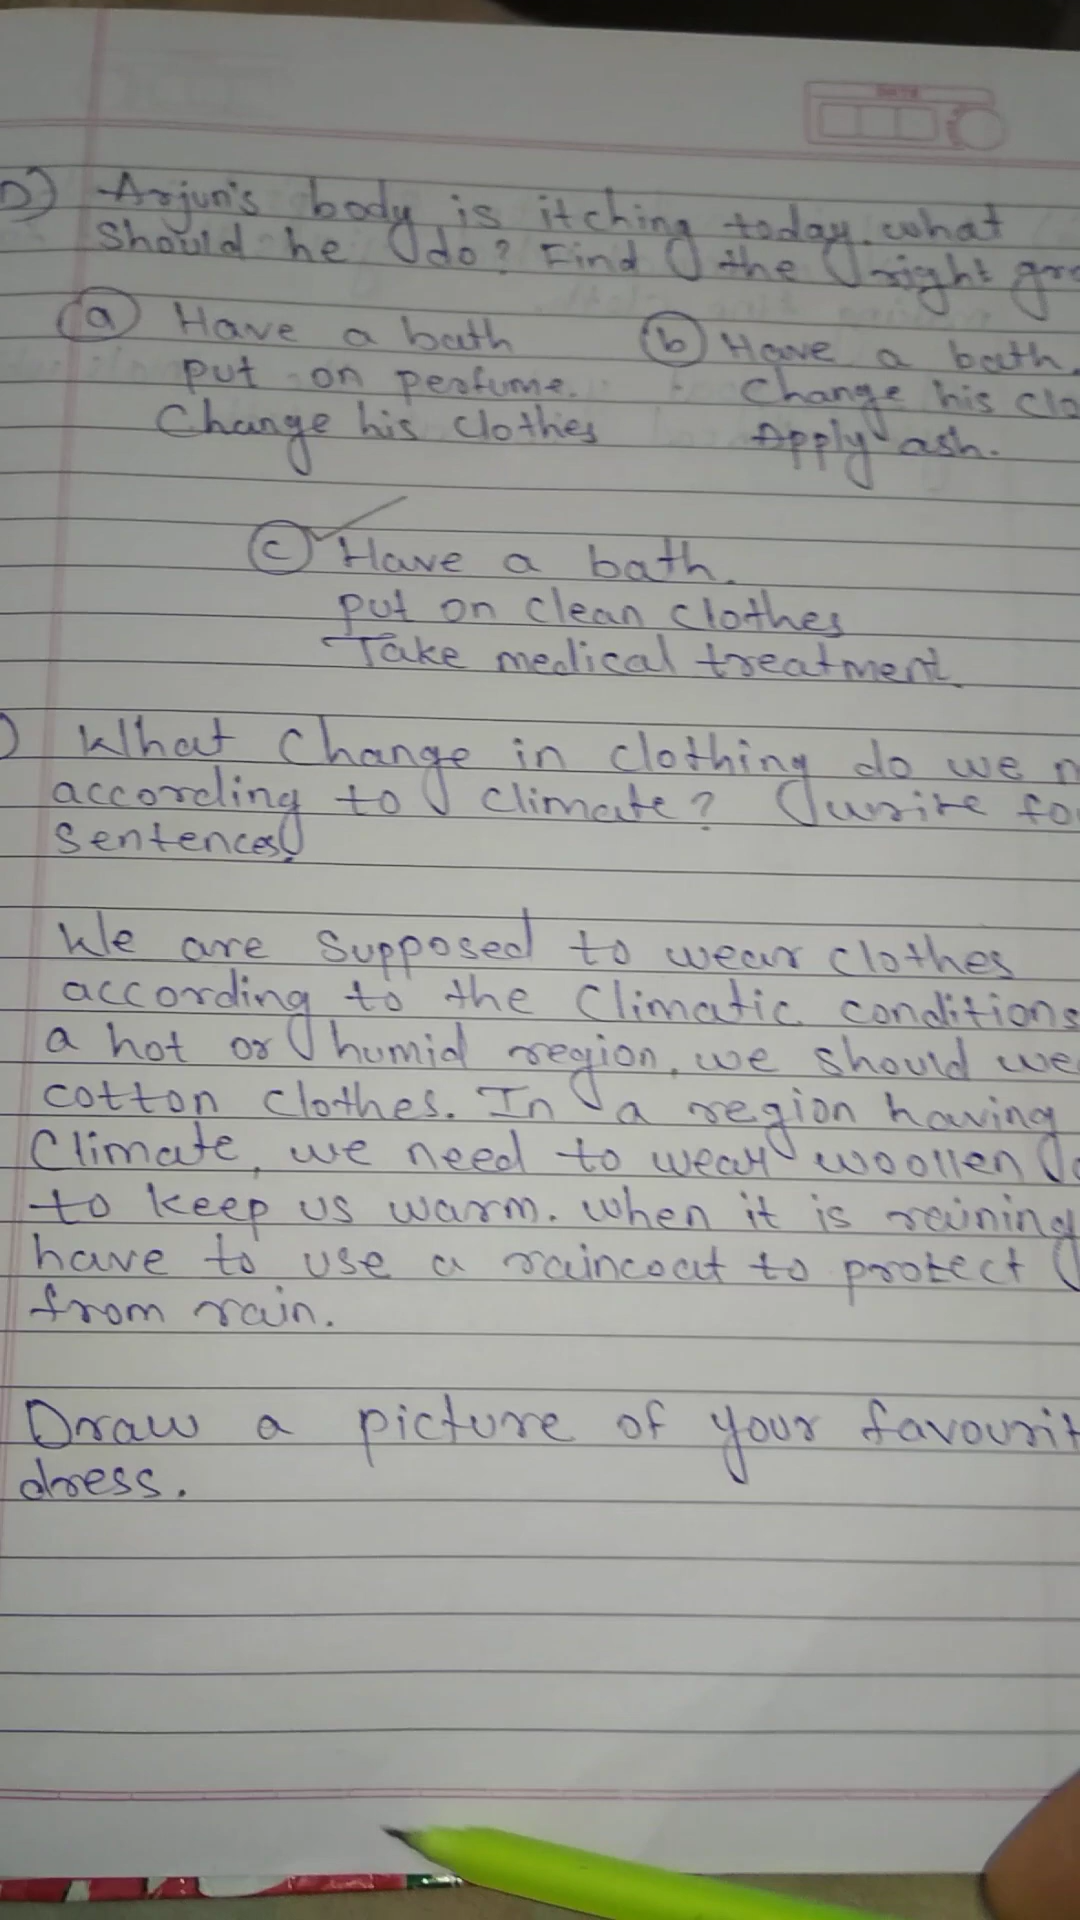 D) Arjun's body is itching today. what
should he do? Find the right
(a) Have a bath
put on perfume.
Change his clothes
(b) Have a bath.
Change his
Apply ash.
(c) Have a bath.
put on clean clothes
Take medical treatment.
What change in clothing do we
according to climate? write
sentences.
We are supposed to wear clothes
according to the climatic conditions
a hot or humid region, we should
cotton clothes. In a region having
Climate, we need to wear woollen
to keep us warm. when it is raining
have to use a raincoat to protect
from rain.
Draw a picture of your
dress.